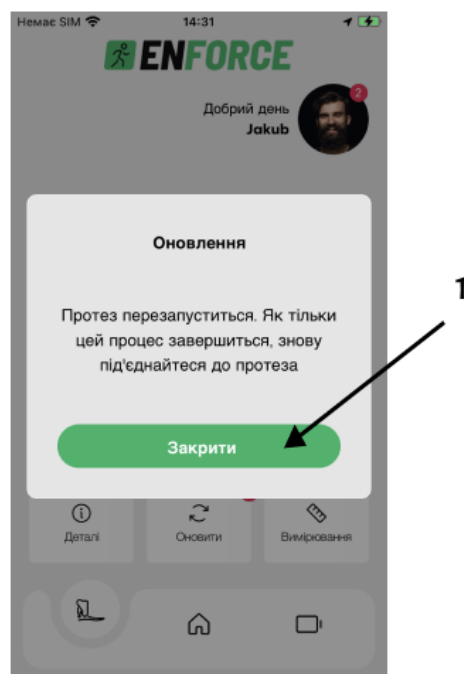 Немає SIM 14:31
ENFORCE
Добрий день
Jakub
2
Оновлення
Протез перезапуститься. Як тільки
цей процес завершиться, знову
під'єднайтеся до протеза
Закрити
1
Деталі Оновити Вимірювання